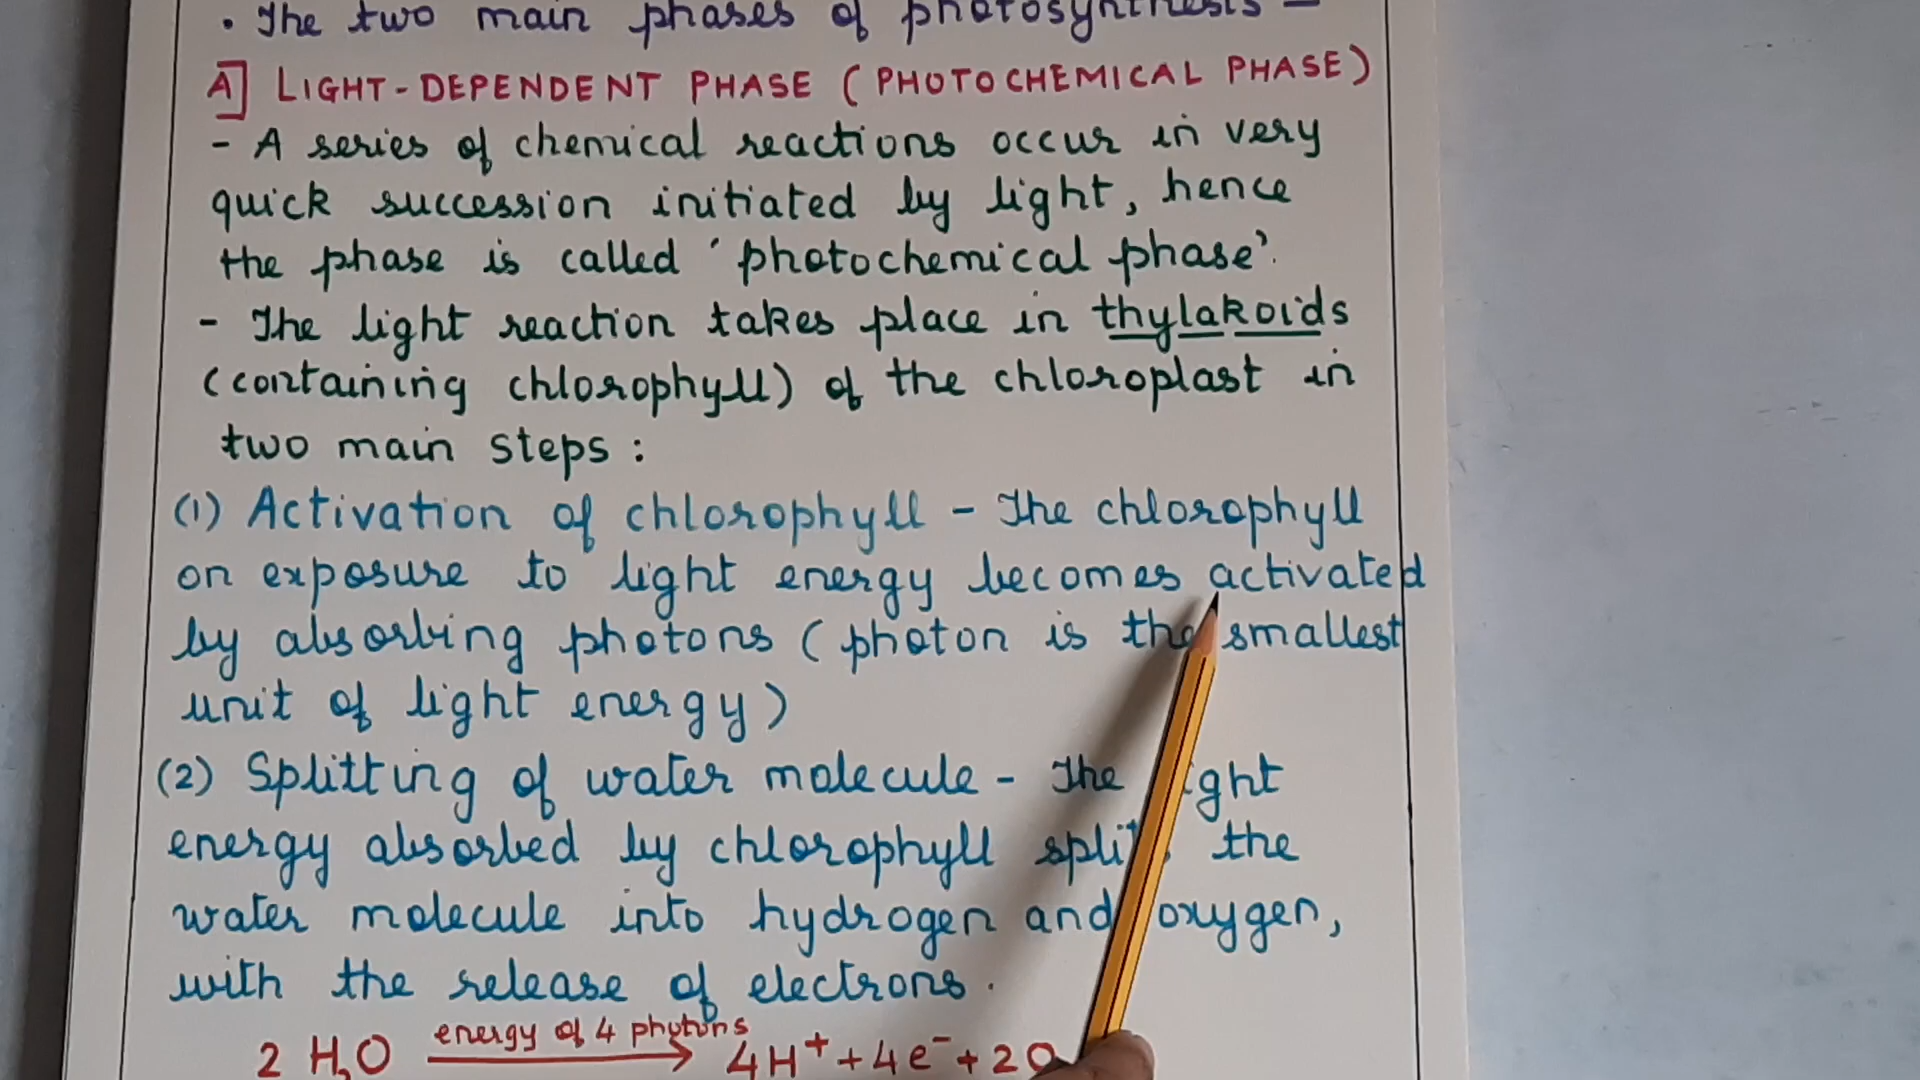 • The two main phases of photosynthesis –
A] LIGHT-DEPENDENT PHASE (PHOTOCHEMICAL PHASE)
- A series of chemical reactions occur in very
quick succession initiated by light, hence
the phase is called 'photochemical phase'.
- The light reaction takes place in thylakoids
(containing chlorophyll) of the chloroplast in
two main steps:
(1) Activation of chlorophyll - The chlorophyll
on exposure to light energy becomes activated
by absorbing photons (photon is the smallest
unit of light energy)
(2) Splitting of water molecule - The light
energy absorbed by chlorophyll splits the
water molecule into hydrogen and oxygen,
with the release of electrons.
energy of 4 photons
2 H₂O ⟶ 4H⁺ + 4e⁻ + 2O